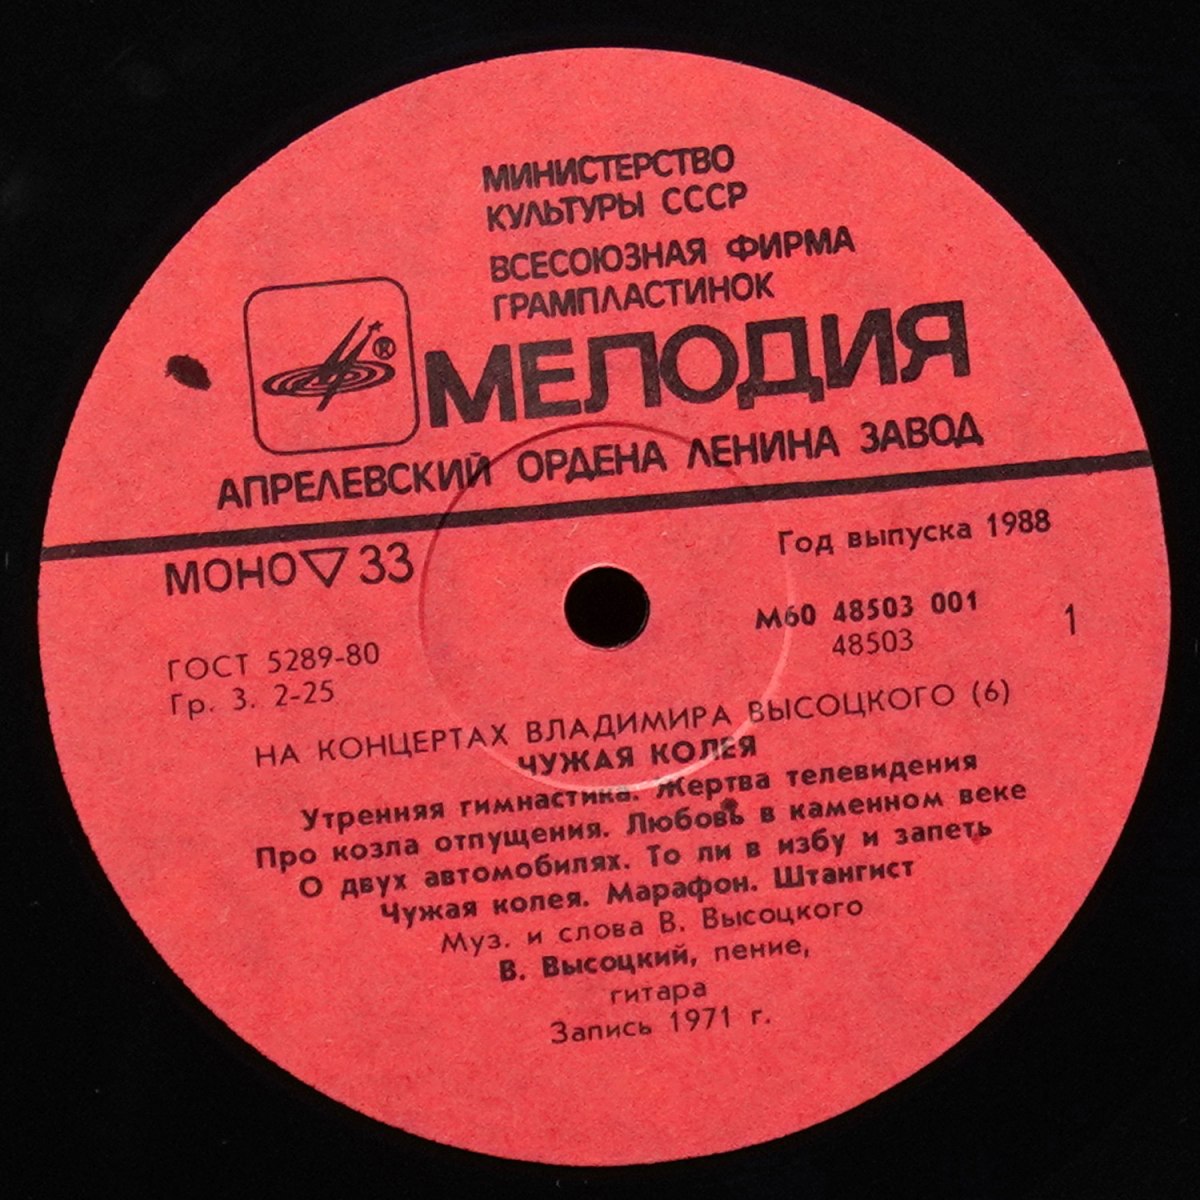 МИНИСТЕРСТВО
КУЛЬТУРЫ СССР
ВСЕСОЮЗНАЯ ФИРМА
ГРАМПЛАСТИНОК
® МЕЛОДИЯ
АПРЕЛЕВСКИЙ ОРДЕНА ЛЕНИНА ЗАВОД
МОНО ▽ 33
Год выпуска 1988
М60 48503 001
48503
1
ГОСТ 5289-80
Гр. 3. 2-25
НА КОНЦЕРТАХ ВЛАДИМИРА ВЫСОЦКОГО (6)
ЧУЖАЯ КОЛЕЯ
Утренняя гимнастика. Жертва телевидения
Про козла отпущения. Любовь в каменном веке
О двух автомобилях. То ли в избу и запеть
Чужая колея. Марафон. Штангист
Муз. и слова В. Высоцкого
В. Высоцкий, пение,
гитара
Запись 1971 г.